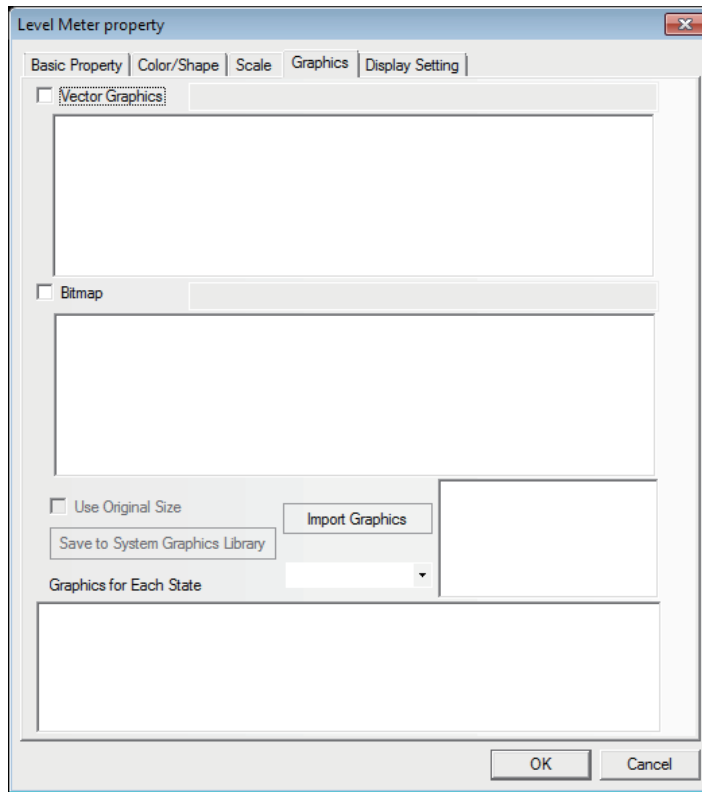 Level Meter property
Basic Property Color/Shape Scale Graphics Display Setting
Vector Graphics
Bitmap
Use Original Size
Import Graphics
Save to System Graphics Library
Graphics for Each State
OK Cancel